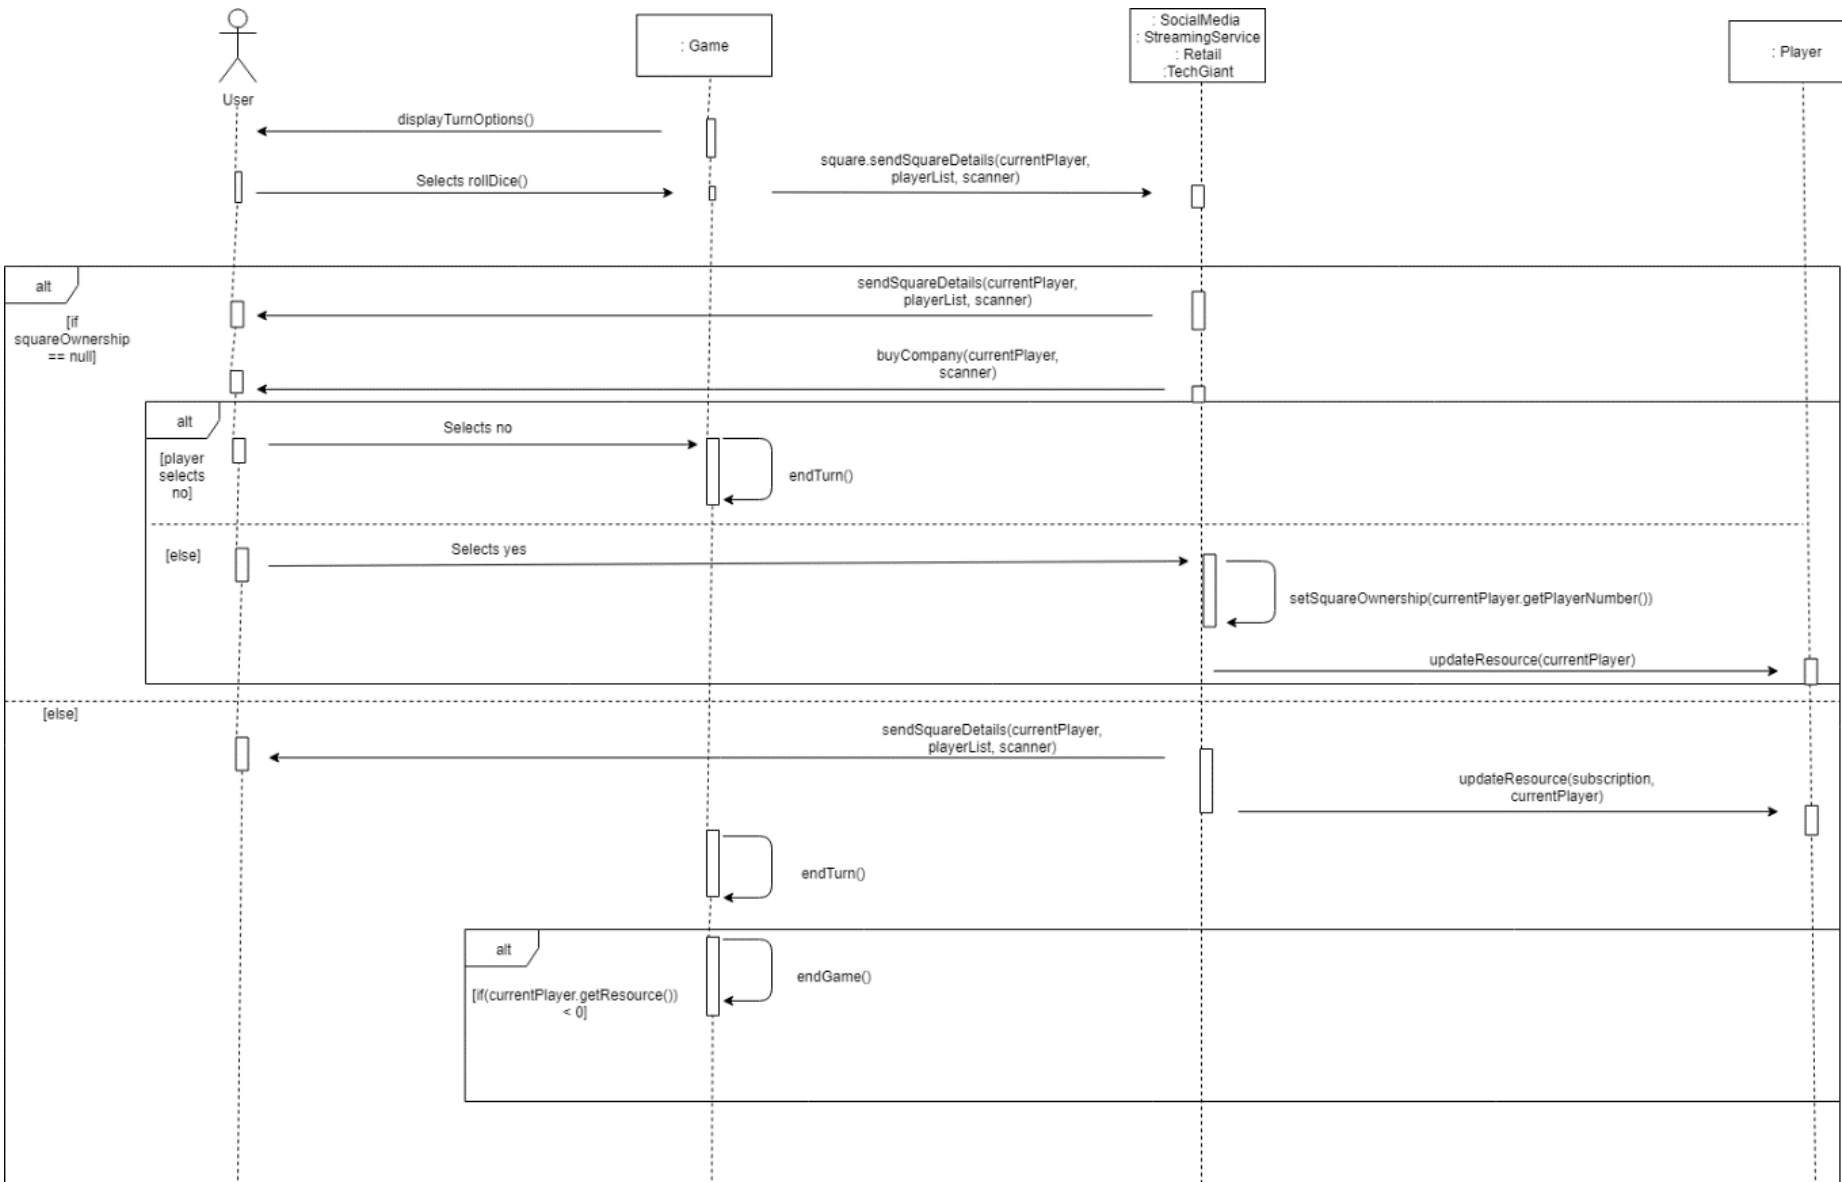 : SocialMedia
: StreamingService
: Retail
:TechGiant
: Game
: Player
User
displayTurnOptions()
square.sendSquareDetails(currentPlayer,
playerList, scanner)
Selects rollDice()
alt
[if
squareOwnership
== null]
sendSquareDetails(currentPlayer,
playerList, scanner)
buyCompany(currentPlayer,
scanner)
alt
[player
selects
no]
Selects no
endTurn()
[else]
Selects yes
setSquareOwnership(currentPlayer.getPlayerNumber())
updateResource(currentPlayer)
[else]
sendSquareDetails(currentPlayer,
playerList, scanner)
updateResource(subscription,
currentPlayer)
endTurn()
alt
[if(currentPlayer.getResource())
< 0]
endGame()